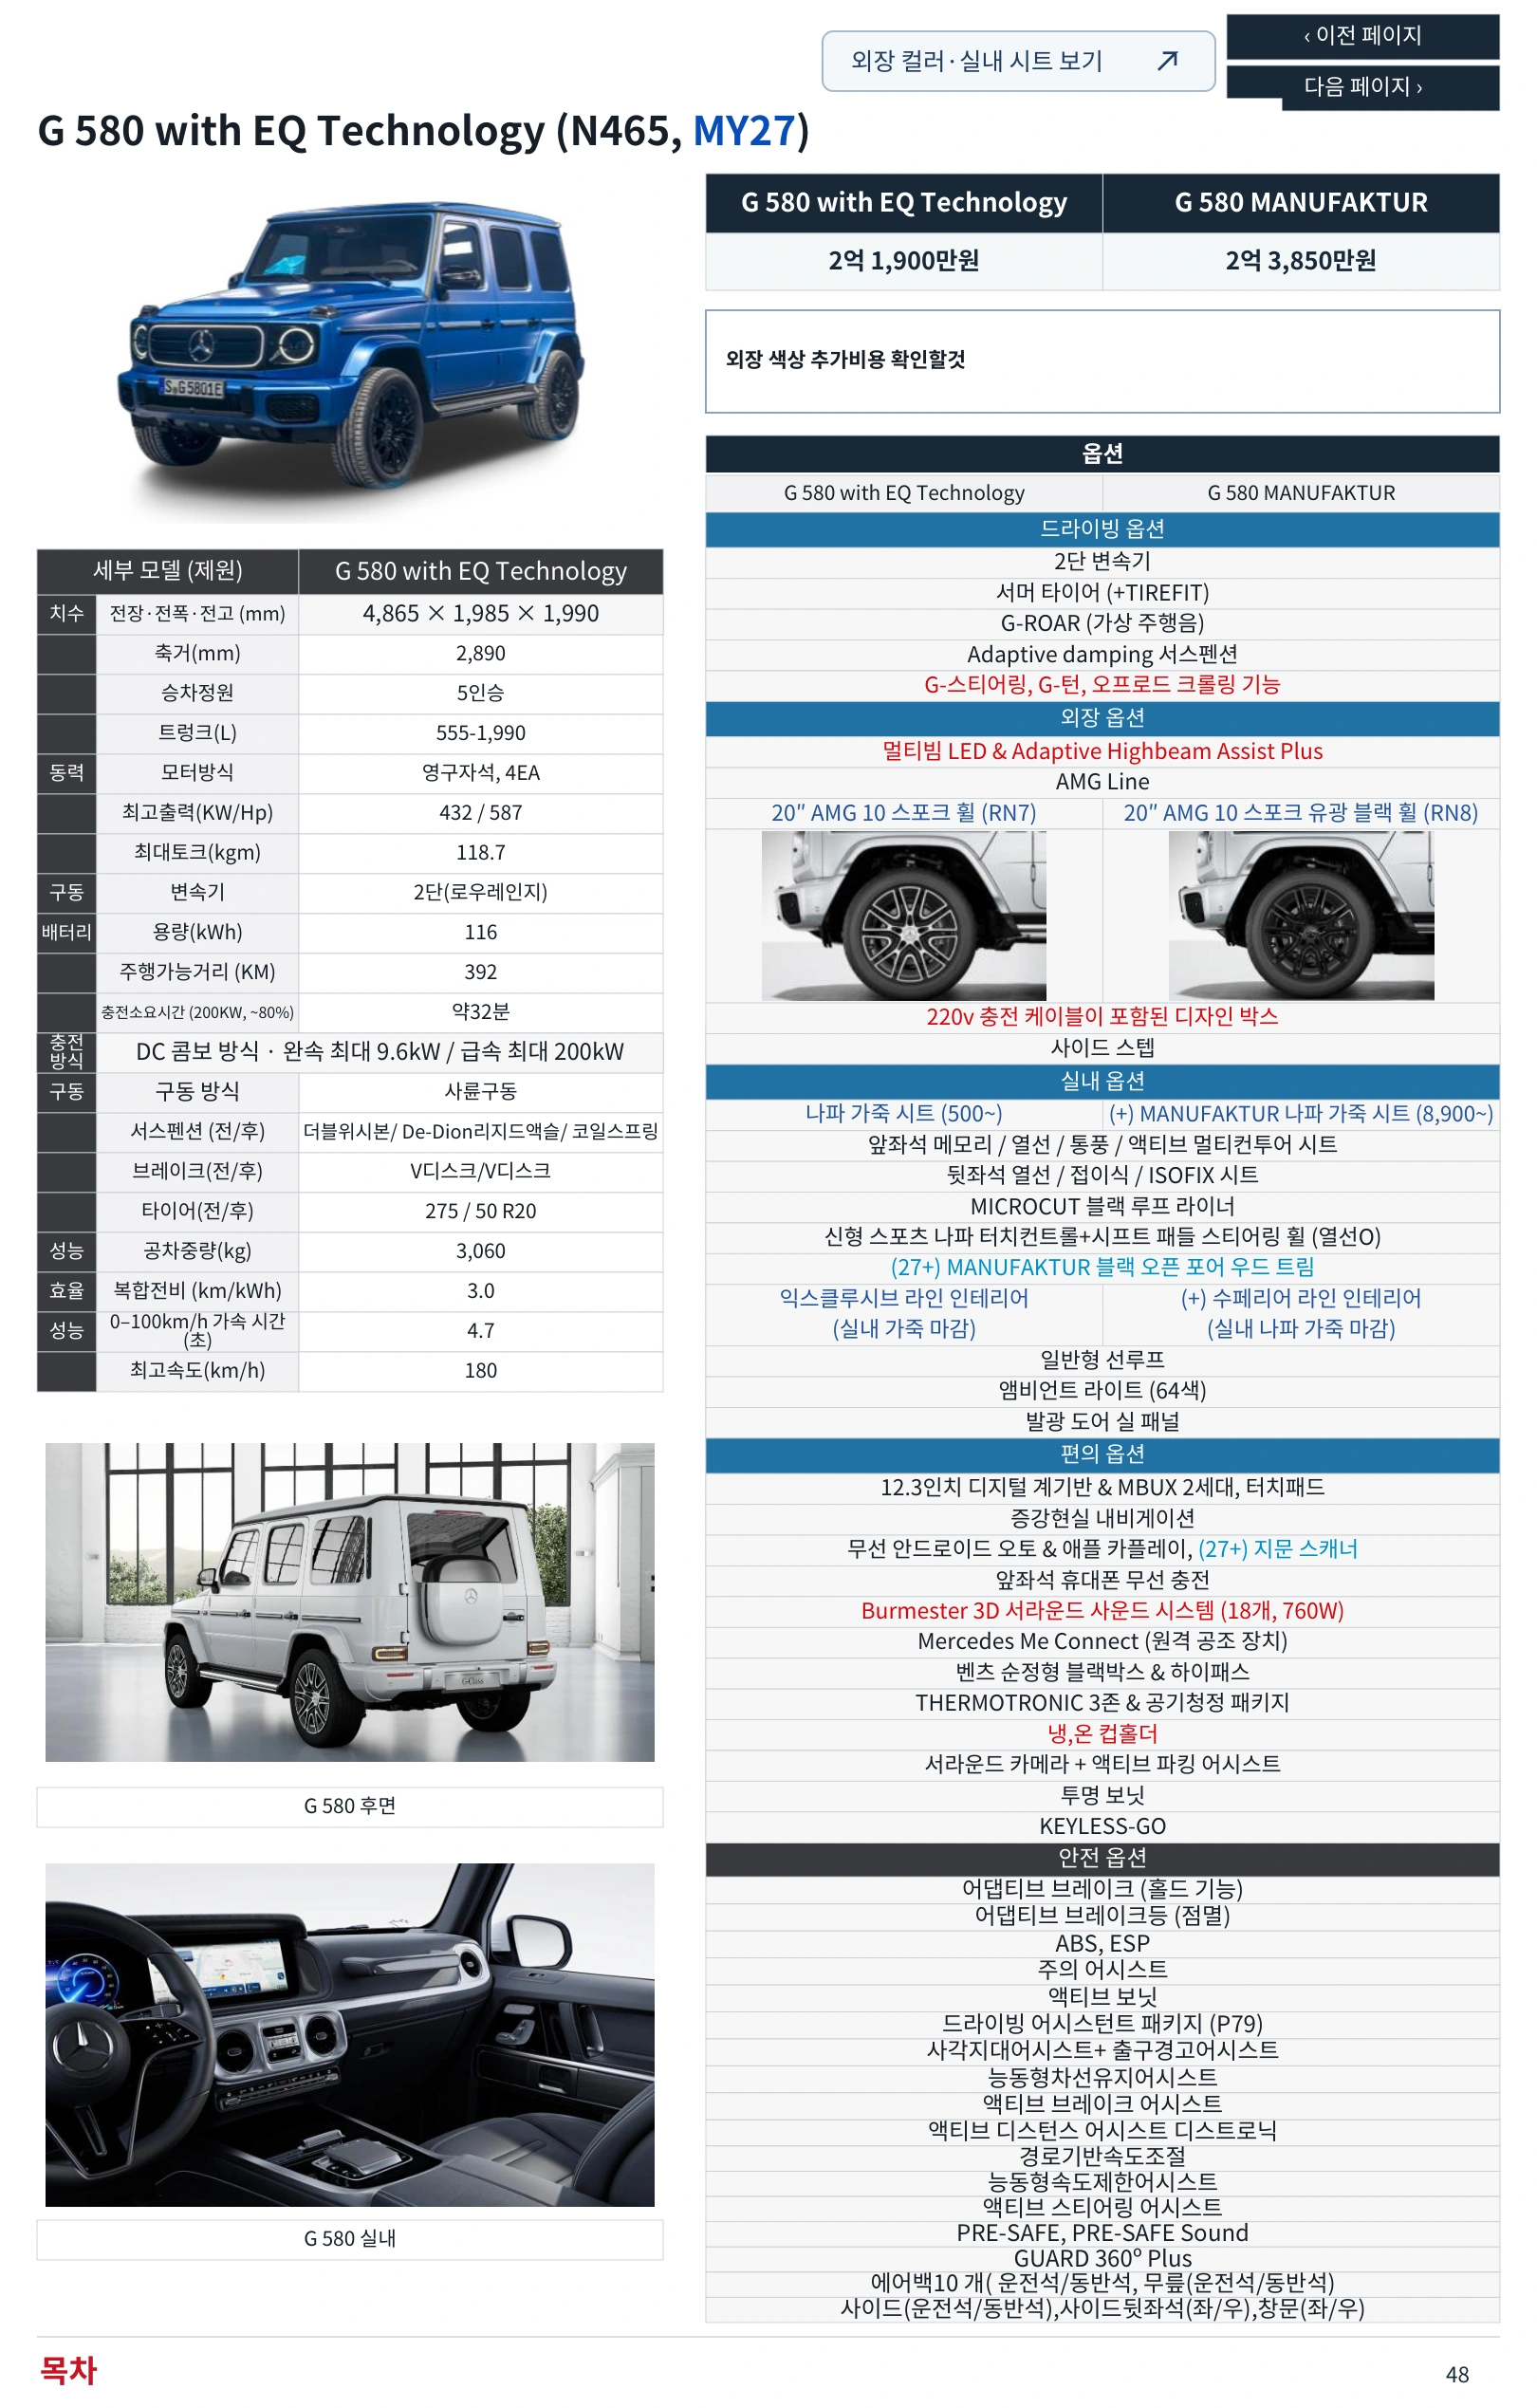 외장 컬러·실내 시트 보기 ↗
‹ 이전 페이지
다음 페이지 ›
G 580 with EQ Technology (N465, MY27)
S G 5801E
세부 모델 (제원) G 580 with EQ Technology
치수 전장·전폭·전고 (mm) 4,865 × 1,985 × 1,990
축거(mm) 2,890
승차정원 5인승
트렁크(L) 555-1,990
동력 모터방식 영구자석, 4EA
최고출력(KW/Hp) 432 / 587
최대토크(kgm) 118.7
구동 변속기 2단(로우레인지)
배터리 용량(kWh) 116
주행가능거리 (KM) 392
충전소요시간 (200KW, ~80%) 약32분
충전
방식 DC 콤보 방식 · 완속 최대 9.6kW / 급속 최대 200kW
구동 구동 방식 사륜구동
서스펜션 (전/후) 더블위시본/ De-Dion리지드액슬/ 코일스프링
브레이크(전/후) V디스크/V디스크
타이어(전/후) 275 / 50 R20
성능 공차중량(kg) 3,060
효율 복합전비 (km/kWh) 3.0
성능 0–100km/h 가속 시간
(초) 4.7
최고속도(km/h) 180
G-Class
G 580 후면
G 580 실내
G 580 with EQ Technology G 580 MANUFAKTUR
2억 1,900만원 2억 3,850만원
외장 색상 추가비용 확인할것
옵션
G 580 with EQ Technology G 580 MANUFAKTUR
드라이빙 옵션
2단 변속기
서머 타이어 (+TIREFIT)
G-ROAR (가상 주행음)
Adaptive damping 서스펜션
G-스티어링, G-턴, 오프로드 크롤링 기능
외장 옵션
멀티빔 LED & Adaptive Highbeam Assist Plus
AMG Line
20″ AMG 10 스포크 휠 (RN7) 20″ AMG 10 스포크 유광 블랙 휠 (RN8)
220v 충전 케이블이 포함된 디자인 박스
사이드 스텝
실내 옵션
나파 가죽 시트 (500~) (+) MANUFAKTUR 나파 가죽 시트 (8,900~)
앞좌석 메모리 / 열선 / 통풍 / 액티브 멀티컨투어 시트
뒷좌석 열선 / 접이식 / ISOFIX 시트
MICROCUT 블랙 루프 라이너
신형 스포츠 나파 터치컨트롤+시프트 패들 스티어링 휠 (열선O)
(27+) MANUFAKTUR 블랙 오픈 포어 우드 트림
익스클루시브 라인 인테리어 (+) 수페리어 라인 인테리어
(실내 가죽 마감) (실내 나파 가죽 마감)
일반형 선루프
앰비언트 라이트 (64색)
발광 도어 실 패널
편의 옵션
12.3인치 디지털 계기반 & MBUX 2세대, 터치패드
증강현실 내비게이션
무선 안드로이드 오토 & 애플 카플레이, (27+) 지문 스캐너
앞좌석 휴대폰 무선 충전
Burmester 3D 서라운드 사운드 시스템 (18개, 760W)
Mercedes Me Connect (원격 공조 장치)
벤츠 순정형 블랙박스 & 하이패스
THERMOTRONIC 3존 & 공기청정 패키지
냉,온 컵홀더
서라운드 카메라 + 액티브 파킹 어시스트
투명 보닛
KEYLESS-GO
안전 옵션
어댑티브 브레이크 (홀드 기능)
어댑티브 브레이크등 (점멸)
ABS, ESP
주의 어시스트
액티브 보닛
드라이빙 어시스턴트 패키지 (P79)
사각지대어시스트+ 출구경고어시스트
능동형차선유지어시스트
액티브 브레이크 어시스트
액티브 디스턴스 어시스트 디스트로닉
경로기반속도조절
능동형속도제한어시스트
액티브 스티어링 어시스트
PRE-SAFE, PRE-SAFE Sound
GUARD 360º Plus
에어백10 개( 운전석/동반석, 무릎(운전석/동반석)
사이드(운전석/동반석),사이드뒷좌석(좌/우),창문(좌/우)
목차
48